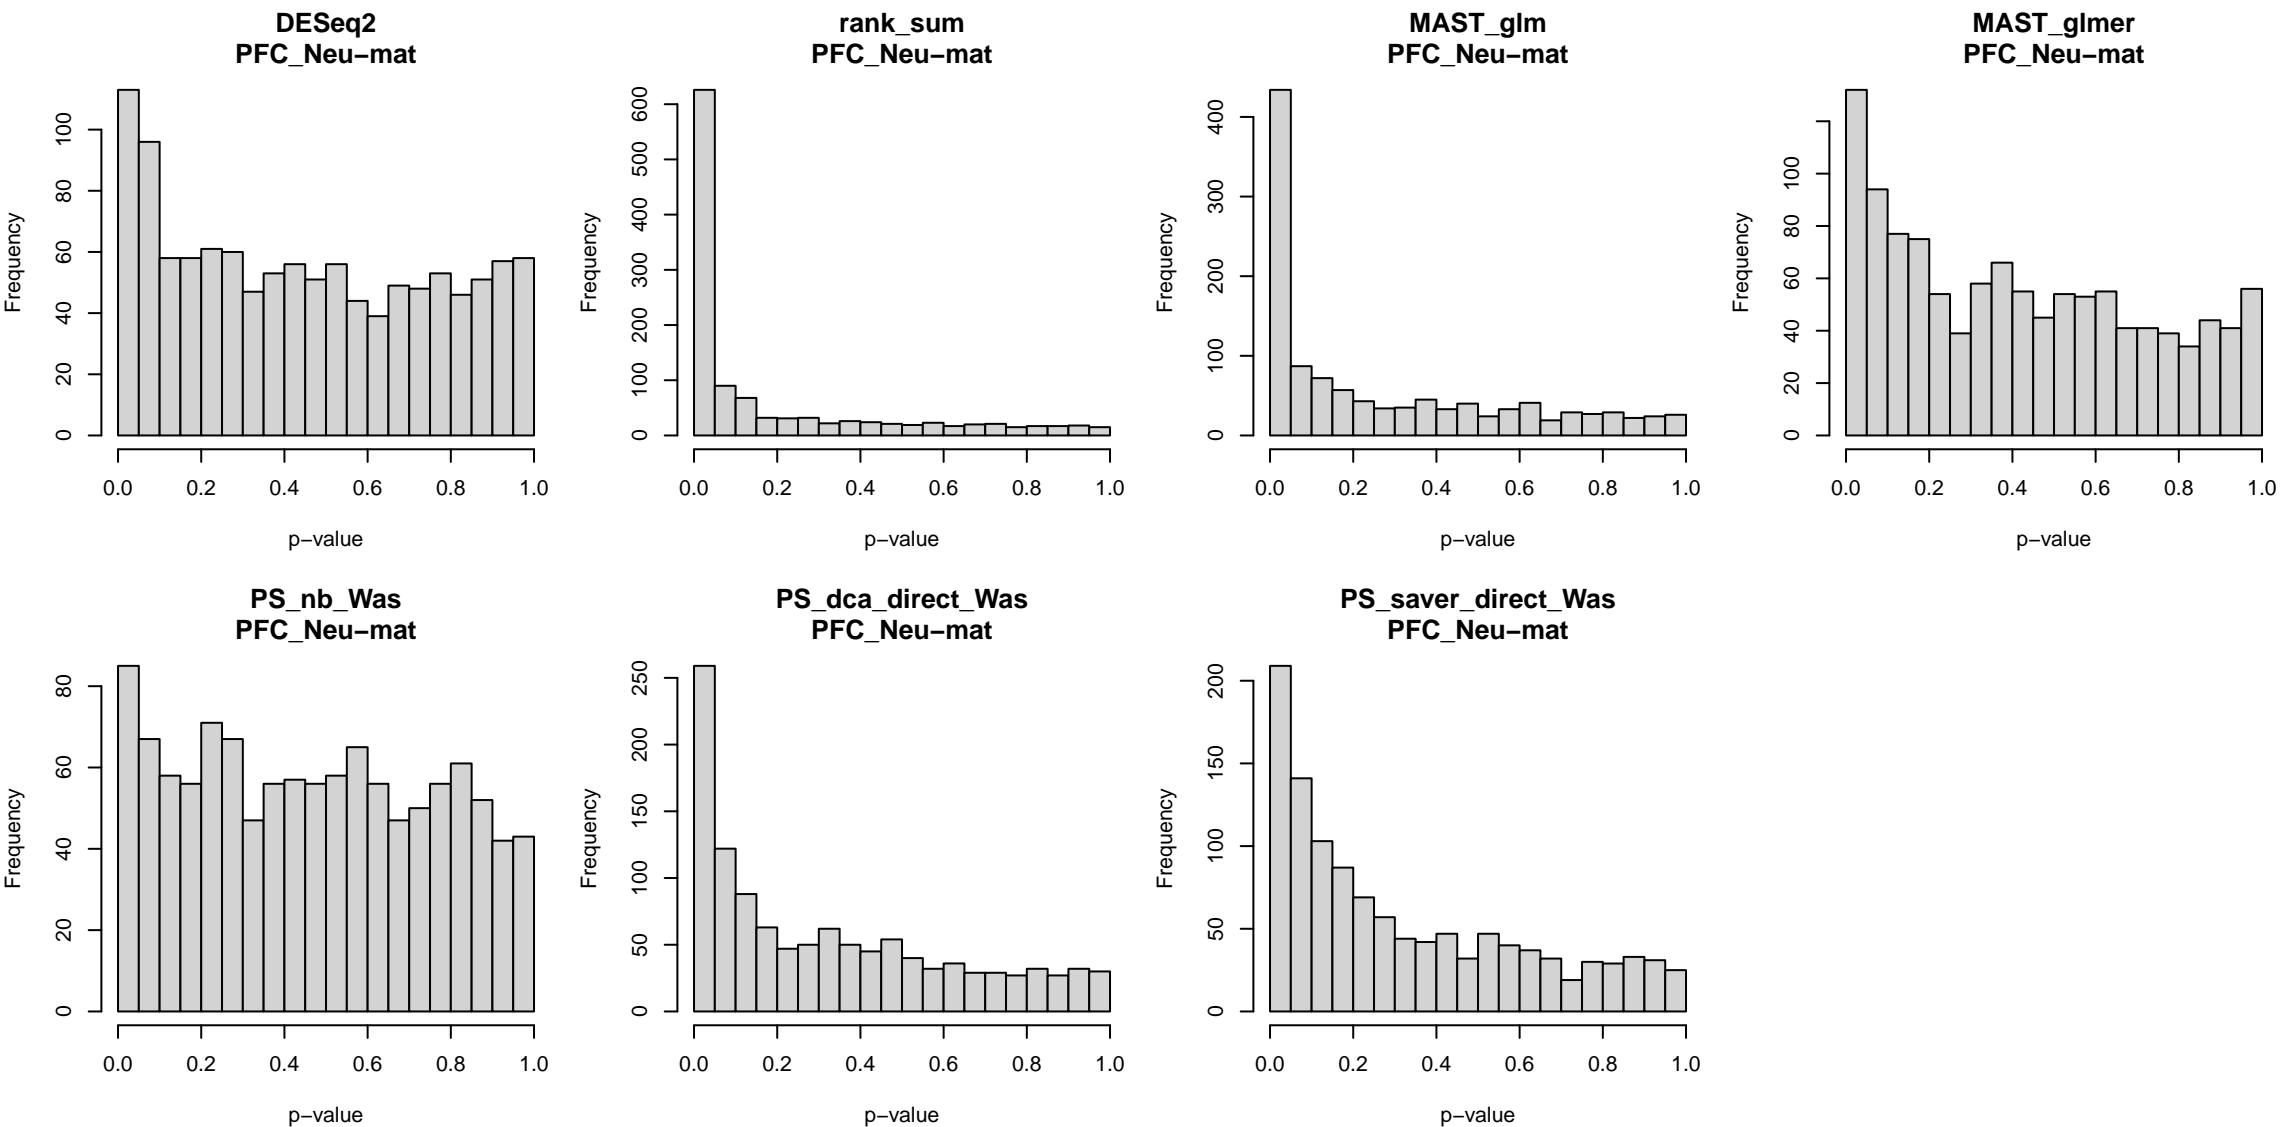 DESeq2
PFC_Neu−mat
Frequency
0 20 40 60 80 100
0.0 0.2 0.4 0.6 0.8 1.0
p−value
rank_sum
PFC_Neu−mat
Frequency
0 100 200 300 400 500 600
0.0 0.2 0.4 0.6 0.8 1.0
p−value
MAST_glm
PFC_Neu−mat
Frequency
0 100 200 300 400
0.0 0.2 0.4 0.6 0.8 1.0
p−value
MAST_glmer
PFC_Neu−mat
Frequency
0 20 40 60 80 100
0.0 0.2 0.4 0.6 0.8 1.0
p−value
PS_nb_Was
PFC_Neu−mat
Frequency
0 20 40 60 80
0.0 0.2 0.4 0.6 0.8 1.0
p−value
PS_dca_direct_Was
PFC_Neu−mat
Frequency
0 50 100 150 200 250
0.0 0.2 0.4 0.6 0.8 1.0
p−value
PS_saver_direct_Was
PFC_Neu−mat
Frequency
0 50 100 150 200
0.0 0.2 0.4 0.6 0.8 1.0
p−value